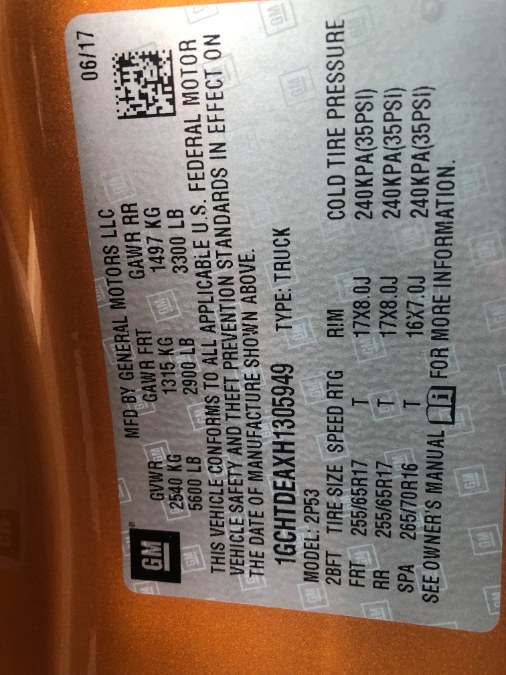 MFD BY GENERAL MOTORS LLC 06/17
GVWR GAWR FRT GAWR RR
2540 KG 1315 KG 1497 KG
5600 LB 2900 LB 3300 LB
GM
THIS VEHICLE CONFORMS TO ALL APPLICABLE U.S. FEDERAL MOTOR
VEHICLE SAFETY AND THEFT PREVENTION STANDARDS IN EFFECT ON
THE DATE OF MANUFACTURE SHOWN ABOVE.
1GCHTDEAXH1305949 TYPE: TRUCK
MODEL: 2P53
2BFT TIRE SIZE SPEED RTG RIM COLD TIRE PRESSURE
FRT 255/65R17 T 17X8.0J 240KPA(35PSI)
RR 255/65R17 T 17X8.0J 240KPA(35PSI)
SPA 265/70R16 T 16X7.0J 240KPA(35PSI)
SEE OWNER'S MANUAL FOR MORE INFORMATION.